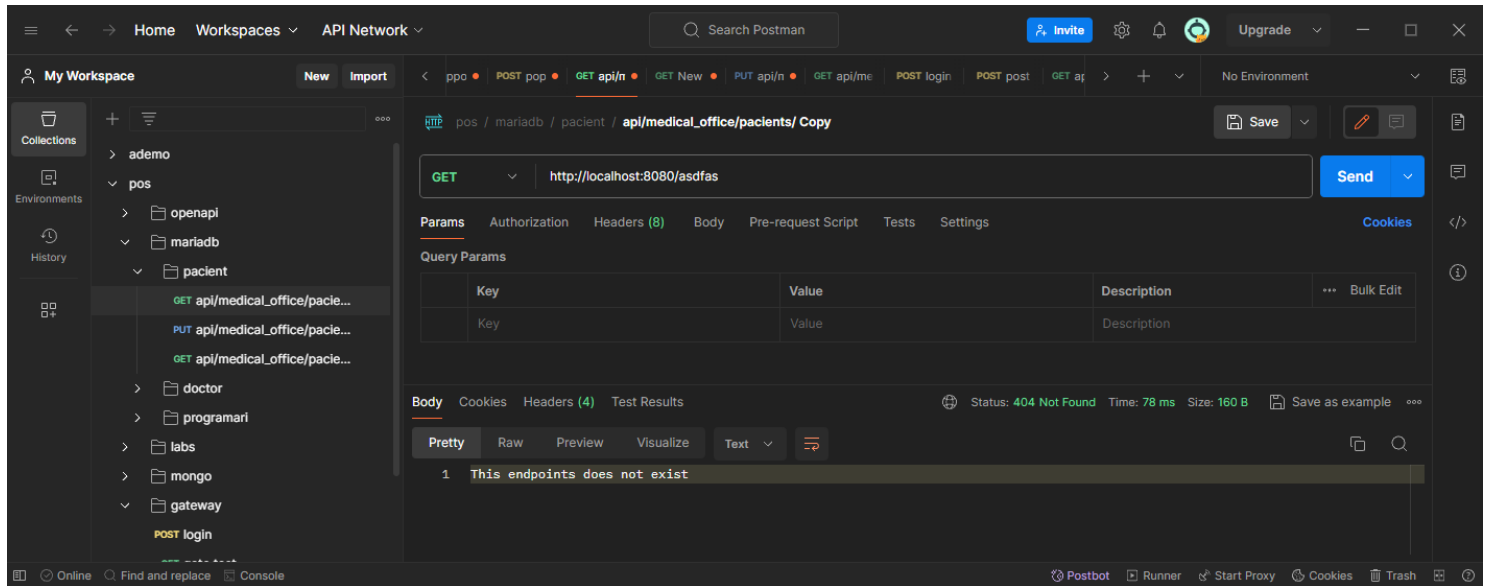 Home Workspaces API Network Search Postman Invite Upgrade
My Workspace New Import ppo POST pop GET api/n GET New PUT api/n GET api/me POST login POST post GET ap No Environment
Collections
Environments
History
ademo
pos
openapi
mariadb
pacient
GET api/medical_office/pacie...
PUT api/medical_office/pacie...
GET api/medical_office/pacie...
doctor
programari
labs
mongo
gateway
POST login
HTTP pos / mariadb / pacient / api/medical_office/pacients/ Copy Save
GET http://localhost:8080/asdfas Send
Params Authorization Headers (8) Body Pre-request Script Tests Settings Cookies
Query Params
Key Value Description Bulk Edit
Key Value Description
Body Cookies Headers (4) Test Results Status: 404 Not Found Time: 78 ms Size: 160 B Save as example
Pretty Raw Preview Visualize Text
1 This endpoints does not exist
Online Find and replace Console Postbot Runner Start Proxy Cookies Trash